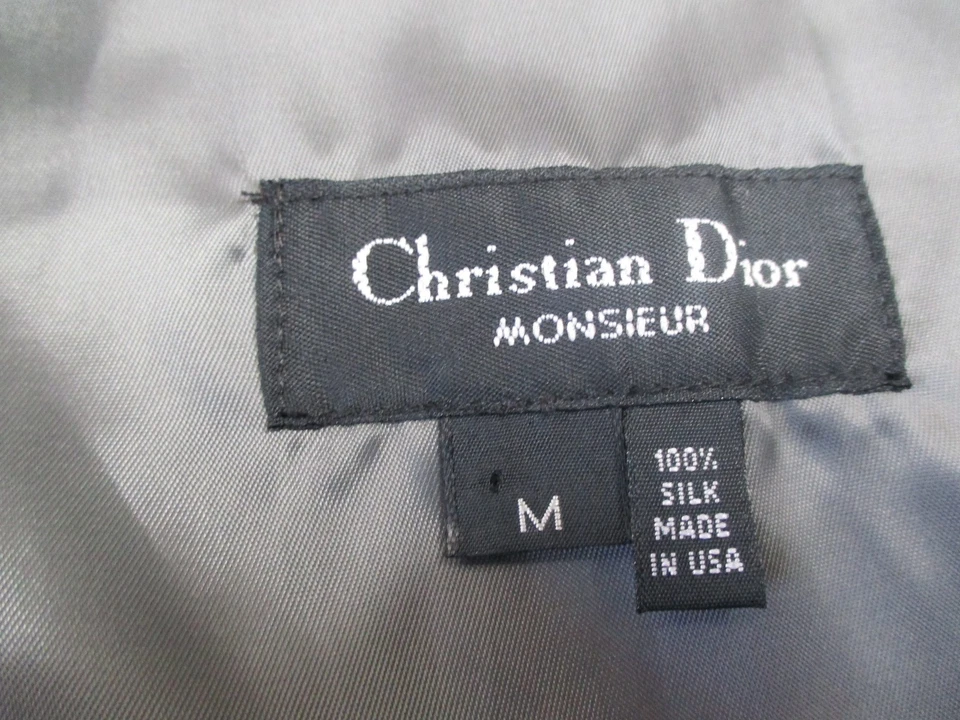 Christian Dior
MONSIEUR
M
100%
SILK
MADE
IN USA